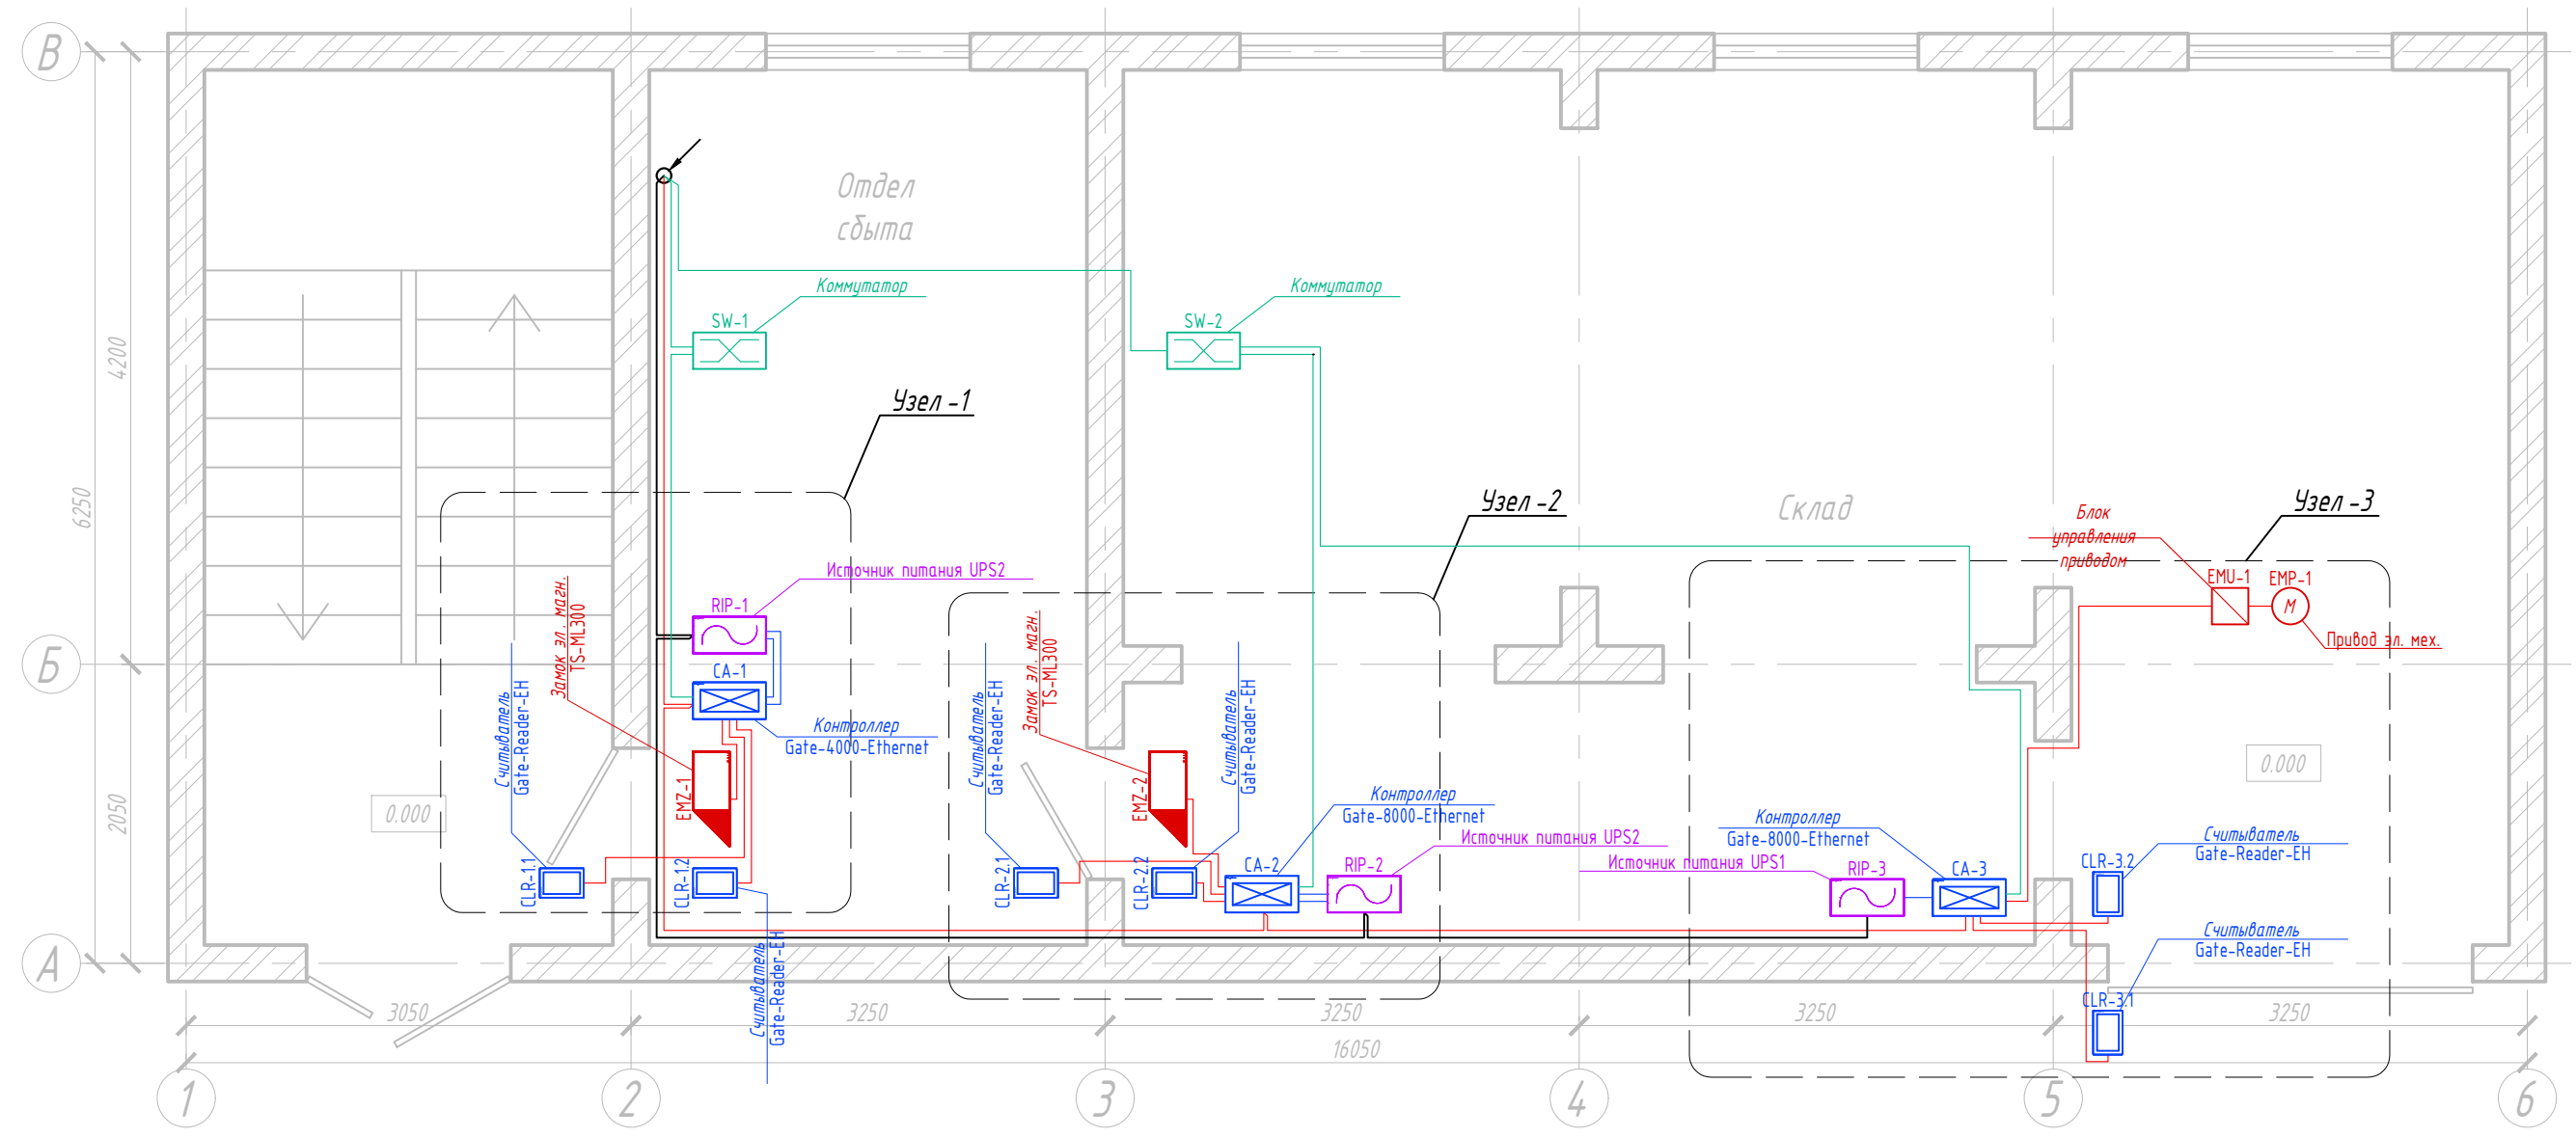 В
Отдел
сбыта
Коммутатор
SW-1
Коммутатор
SW-2
4200
6250
Узел -1
Узел -2
Склад
Узел -3
Блок
управления
приводом
EMU-1
EMP-1
M
Привод эл. мех.
Источник питания UPS2
RIP-1
Замок эл. магн.
TS-ML300
Замок эл. магн.
TS-ML300
Б
CA-1
Считыватель
Gate-Reader-EH
Считыватель
Gate-Reader-EH
Считыватель
Gate-Reader-EH
Контроллер
Gate-4000-Ethernet
EMZ-1
EMZ-2
2050
0.000
0.000
Контроллер
Gate-8000-Ethernet
Контроллер
Gate-8000-Ethernet
Источник питания UPS2
Источник питания UPS1
Считыватель
Gate-Reader-EH
CLR-1.1
CLR-1.2
CLR-2.1
CLR-2.2
CA-2
RIP-2
RIP-3
CA-3
CLR-3.2
Считыватель
Gate-Reader-EH
Считыватель
Gate-Reader-EH
А
CLR-3.1
3050
3250
3250
3250
3250
16050
1
2
3
4
5
6